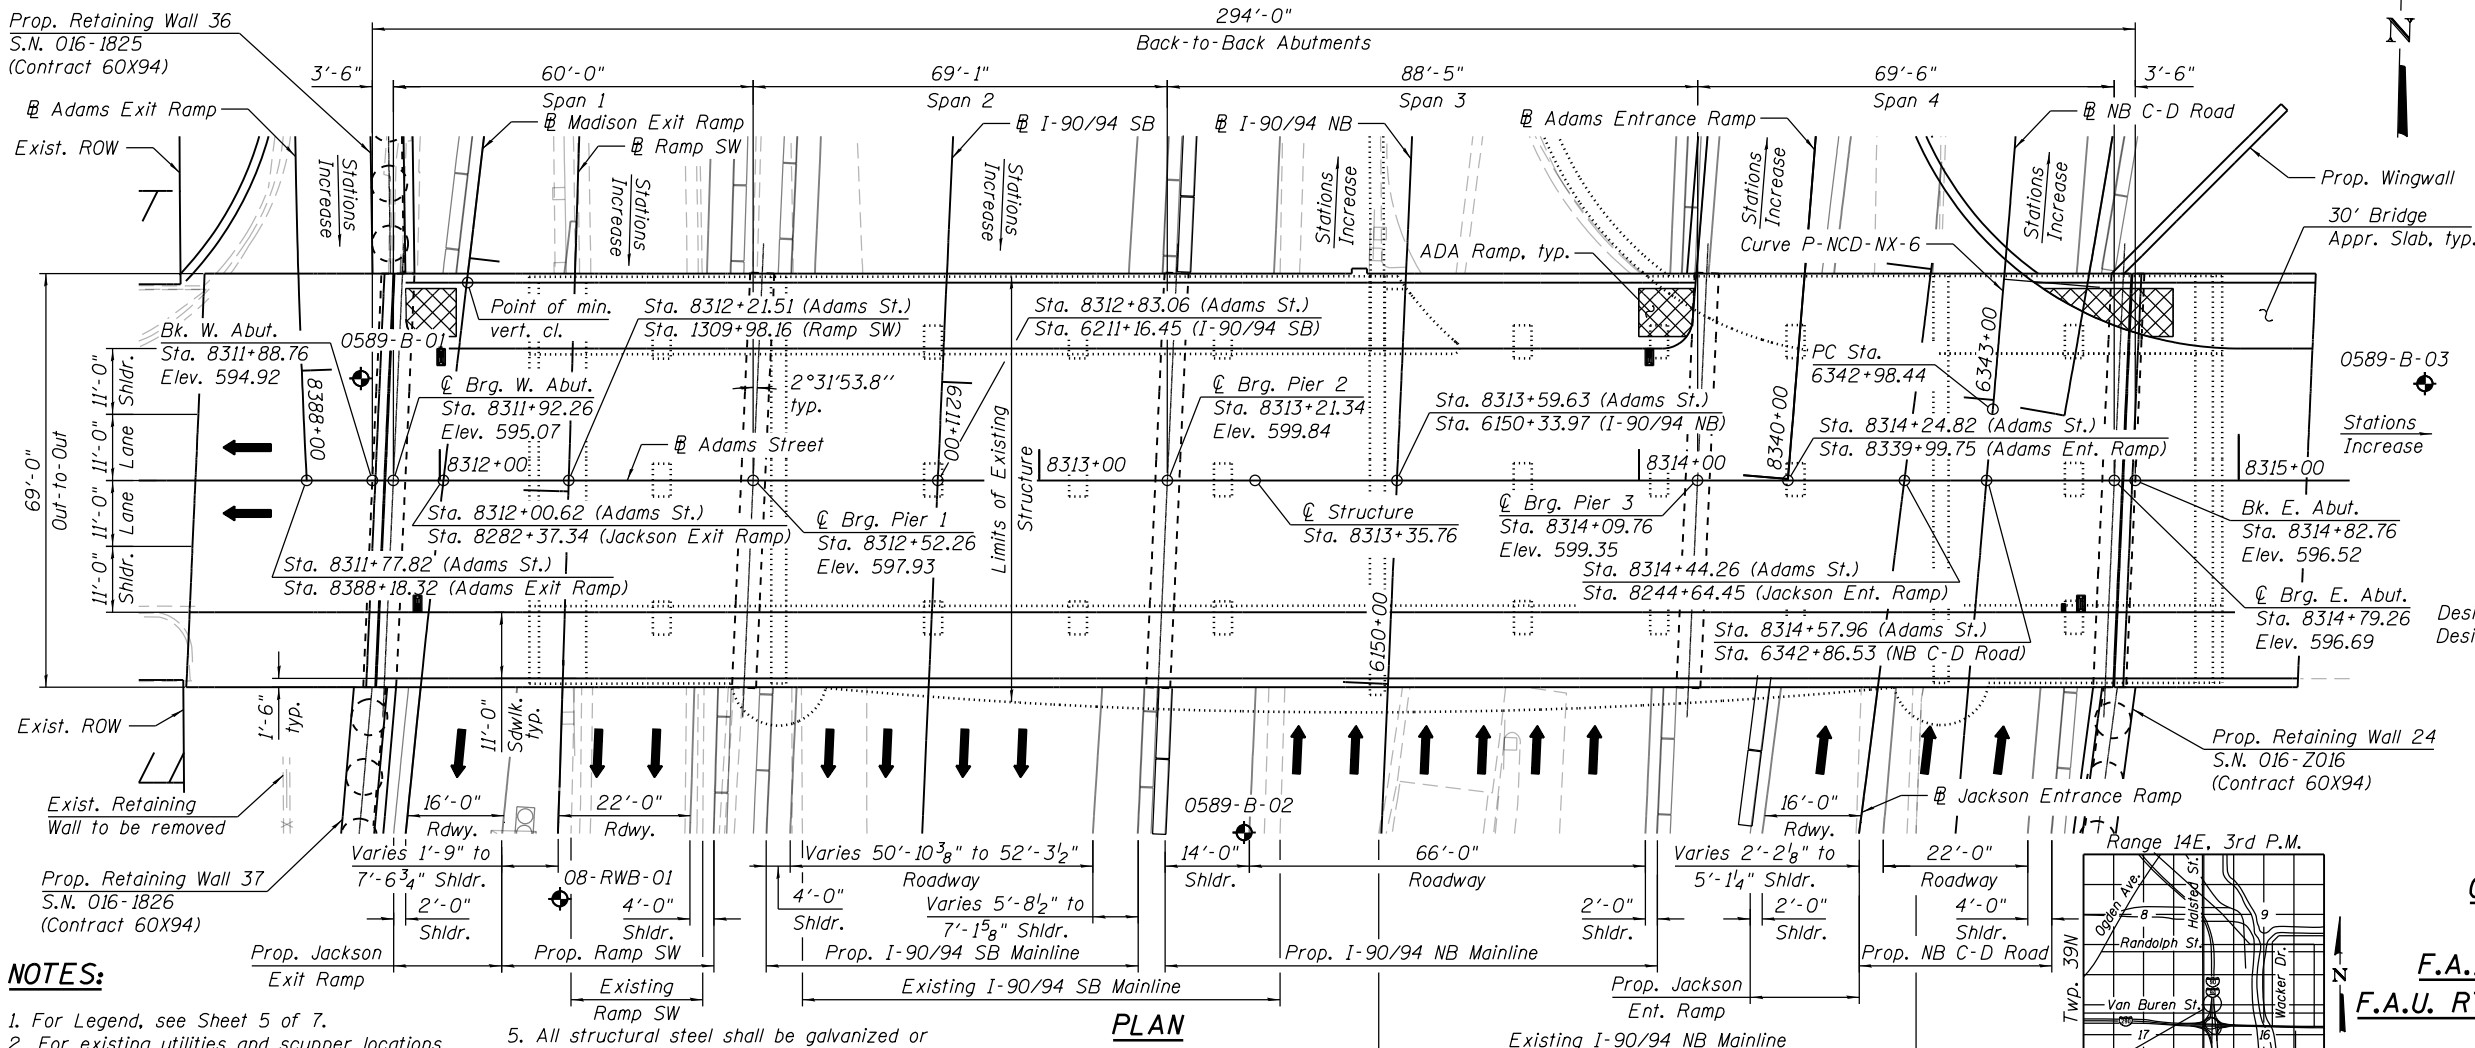 Prop. Retaining Wall 36
S.N. 016-1825
(Contract 60X94)
294'-0"
Back-to-Back Abutments
N
3'-6"
60'-0"
Span 1
69'-1"
Span 2
88'-5"
Span 3
69'-6"
Span 4
3'-6"
℄ Adams Exit Ramp
℄ Madison Exit Ramp
℄ Ramp SW
℄ I-90/94 SB
℄ I-90/94 NB
℄ Adams Entrance Ramp
℄ NB C-D Road
Exist. ROW
Stations
Increase
Stations
Increase
Stations
Increase
Stations
Increase
Stations
Increase
Stations
Increase
Prop. Wingwall
30' Bridge
Appr. Slab, typ.
ADA Ramp, typ.
Curve P-NCD-NX-6
Point of min.
vert. cl.
Sta. 8312+21.51 (Adams St.)
Sta. 1309+98.16 (Ramp SW)
Sta. 8312+83.06 (Adams St.)
Sta. 6211+16.45 (I-90/94 SB)
Bk. W. Abut.
Sta. 8311+88.76
Elev. 594.92
0589-B-01
PC Sta.
6342+98.44
6343+00
0589-B-03
Stations
Increase
69'-0"
Out-to-Out
11'-0"
Shldr.
11'-0"
Lane
11'-0"
Lane
11'-0"
Shldr.
8388+00
℄ Brg. W. Abut.
Sta. 8311+92.26
Elev. 595.07
2°31'53.8''
typ.
6211+00
Limits of Existing
Structure
℄ Brg. Pier 2
Sta. 8313+21.34
Elev. 599.84
Sta. 8313+59.63 (Adams St.)
Sta. 6150+33.97 (I-90/94 NB)
8340+00
Sta. 8314+24.82 (Adams St.)
Sta. 8339+99.75 (Adams Ent. Ramp)
℄ Adams Street
8312+00
8313+00
8314+00
8315+00
Sta. 8312+00.62 (Adams St.)
Sta. 8282+37.34 (Jackson Exit Ramp)
℄ Brg. Pier 1
Sta. 8312+52.26
Elev. 597.93
℄ Structure
Sta. 8313+35.76
℄ Brg. Pier 3
Sta. 8314+09.76
Elev. 599.35
Bk. E. Abut.
Sta. 8314+82.76
Elev. 596.52
Sta. 8311+77.82 (Adams St.)
Sta. 8388+18.32 (Adams Exit Ramp)
6150+00
Sta. 8314+44.26 (Adams St.)
Sta. 8244+64.45 (Jackson Ent. Ramp)
℄ Brg. E. Abut.
Sta. 8314+79.26
Elev. 596.69
Sta. 8314+57.96 (Adams St.)
Sta. 6342+86.53 (NB C-D Road)
Exist. ROW
1'-6"
typ.
11'-0"
Sdwlk.
typ.
Prop. Retaining Wall 24
S.N. 016-Z016
(Contract 60X94)
Exist. Retaining
Wall to be removed
16'-0"
Rdwy.
22'-0"
Rdwy.
0589-B-02
16'-0"
Rdwy.
℄ Jackson Entrance Ramp
Varies 1'-9" to
7'-6¾" Shldr.
Varies 50'-10⅜" to 52'-3½"
Roadway
14'-0"
Shldr.
66'-0"
Roadway
Varies 2'-2⅛" to
5'-1¼" Shldr.
22'-0"
Roadway
Prop. Retaining Wall 37
S.N. 016-1826
(Contract 60X94)
08-RWB-01
2'-0"
Shldr.
4'-0"
Shldr.
4'-0"
Shldr.
Varies 5'-8½" to
7'-1⅝" Shldr.
2'-0"
Shldr.
2'-0"
Shldr.
4'-0"
Shldr.
Prop. Jackson
Exit Ramp
Prop. Ramp SW
Prop. I-90/94 SB Mainline
Prop. I-90/94 NB Mainline
Prop. NB C-D Road
Existing
Ramp SW
Existing I-90/94 SB Mainline
Prop. Jackson
Ent. Ramp
Existing I-90/94 NB Mainline
PLAN
Range 14E, 3rd P.M.
Twp. 39N
Ogden Ave.
Halsted St.
8
9
Randolph St.
Wacker Dr.
Van Buren St.
17
16
N
NOTES:
1. For Legend, see Sheet 5 of 7.
2. For existing utilities and scupper locations
5. All structural steel shall be galvanized or
F.A.U. R